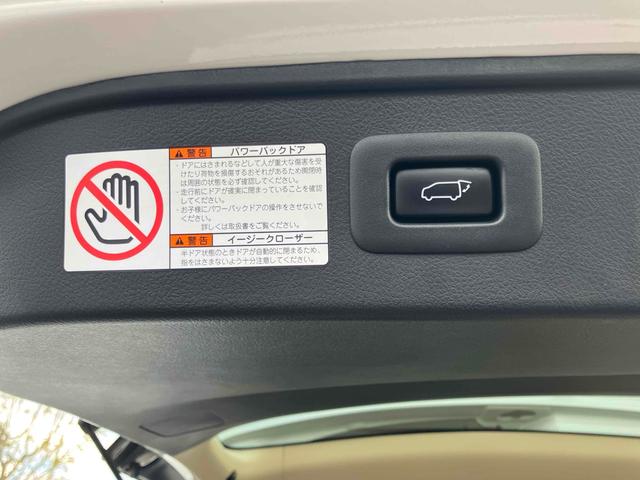 警告 パワーバックドア
・ドアにはさまれるなどして人が重大な傷害を受
けたり荷物を損傷するおそれがあるため開閉時
は周囲の状態を必ず確認してください。
・走行前にドアが確実に閉まっていることを確認
してください。
・お子様にパワーバックドアの操作をさせないで
ください。
詳しくは取扱書をご覧ください。
警告 イージークローザー
半ドア状態のときドアが自動的に閉まるため、
指をはさまないよう十分注意してください。